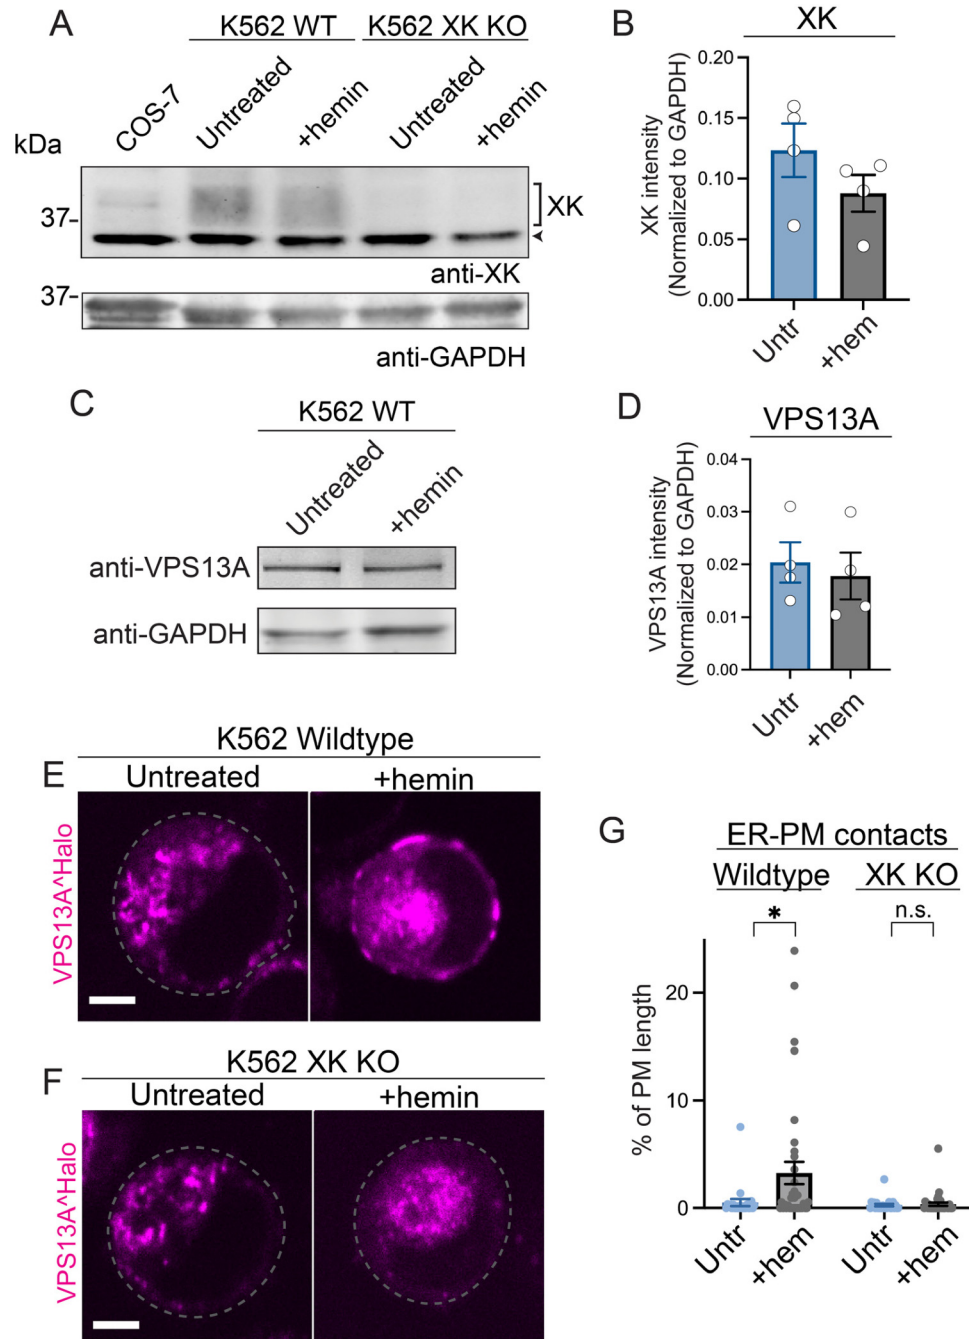 A
K562 WT
K562 XK KO
kDa
COS-7
Untreated
+hemin
Untreated
+hemin
37-
XK
anti-XK
37-
anti-GAPDH
B
XK
XK intensity
(Normalized to GAPDH)
0.20
0.15
0.10
0.05
0.00
Untr
+hem
C
K562 WT
Untreated
+hemin
anti-VPS13A
anti-GAPDH
D
VPS13A
VPS13A intensity
(Normalized to GAPDH)
0.04
0.03
0.02
0.01
0.00
Untr
+hem
K562 Wildtype
E
Untreated
+hemin
VPS13A^Halo
K562 XK KO
F
Untreated
+hemin
VPS13A^Halo
G
ER-PM contacts
Wildtype
XK KO
*
n.s.
% of PM length
20
10
0
Untr
+hem
Untr
+hem